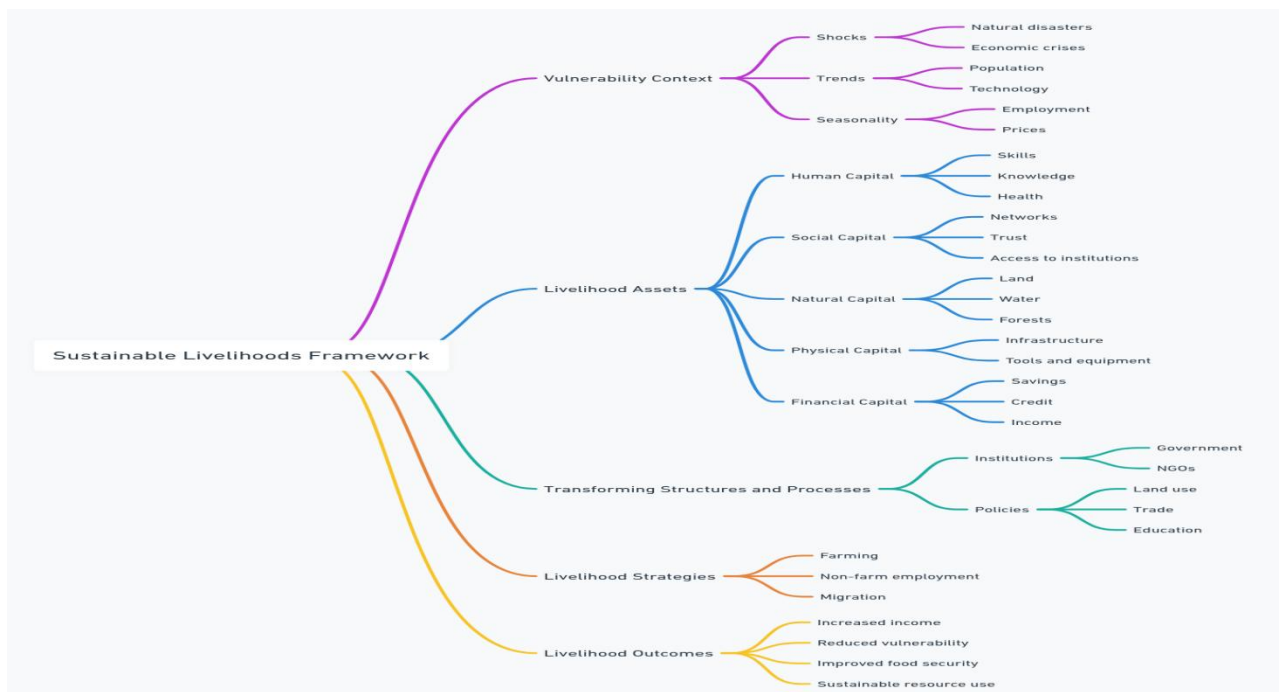 Sustainable Livelihoods Framework
Vulnerability Context
Shocks
Natural disasters
Economic crises
Trends
Population
Technology
Seasonality
Employment
Prices
Livelihood Assets
Human Capital
Skills
Knowledge
Health
Social Capital
Networks
Trust
Access to institutions
Natural Capital
Land
Water
Forests
Physical Capital
Infrastructure
Tools and equipment
Financial Capital
Savings
Credit
Income
Transforming Structures and Processes
Institutions
Government
NGOs
Policies
Land use
Trade
Education
Livelihood Strategies
Farming
Non-farm employment
Migration
Livelihood Outcomes
Increased income
Reduced vulnerability
Improved food security
Sustainable resource use